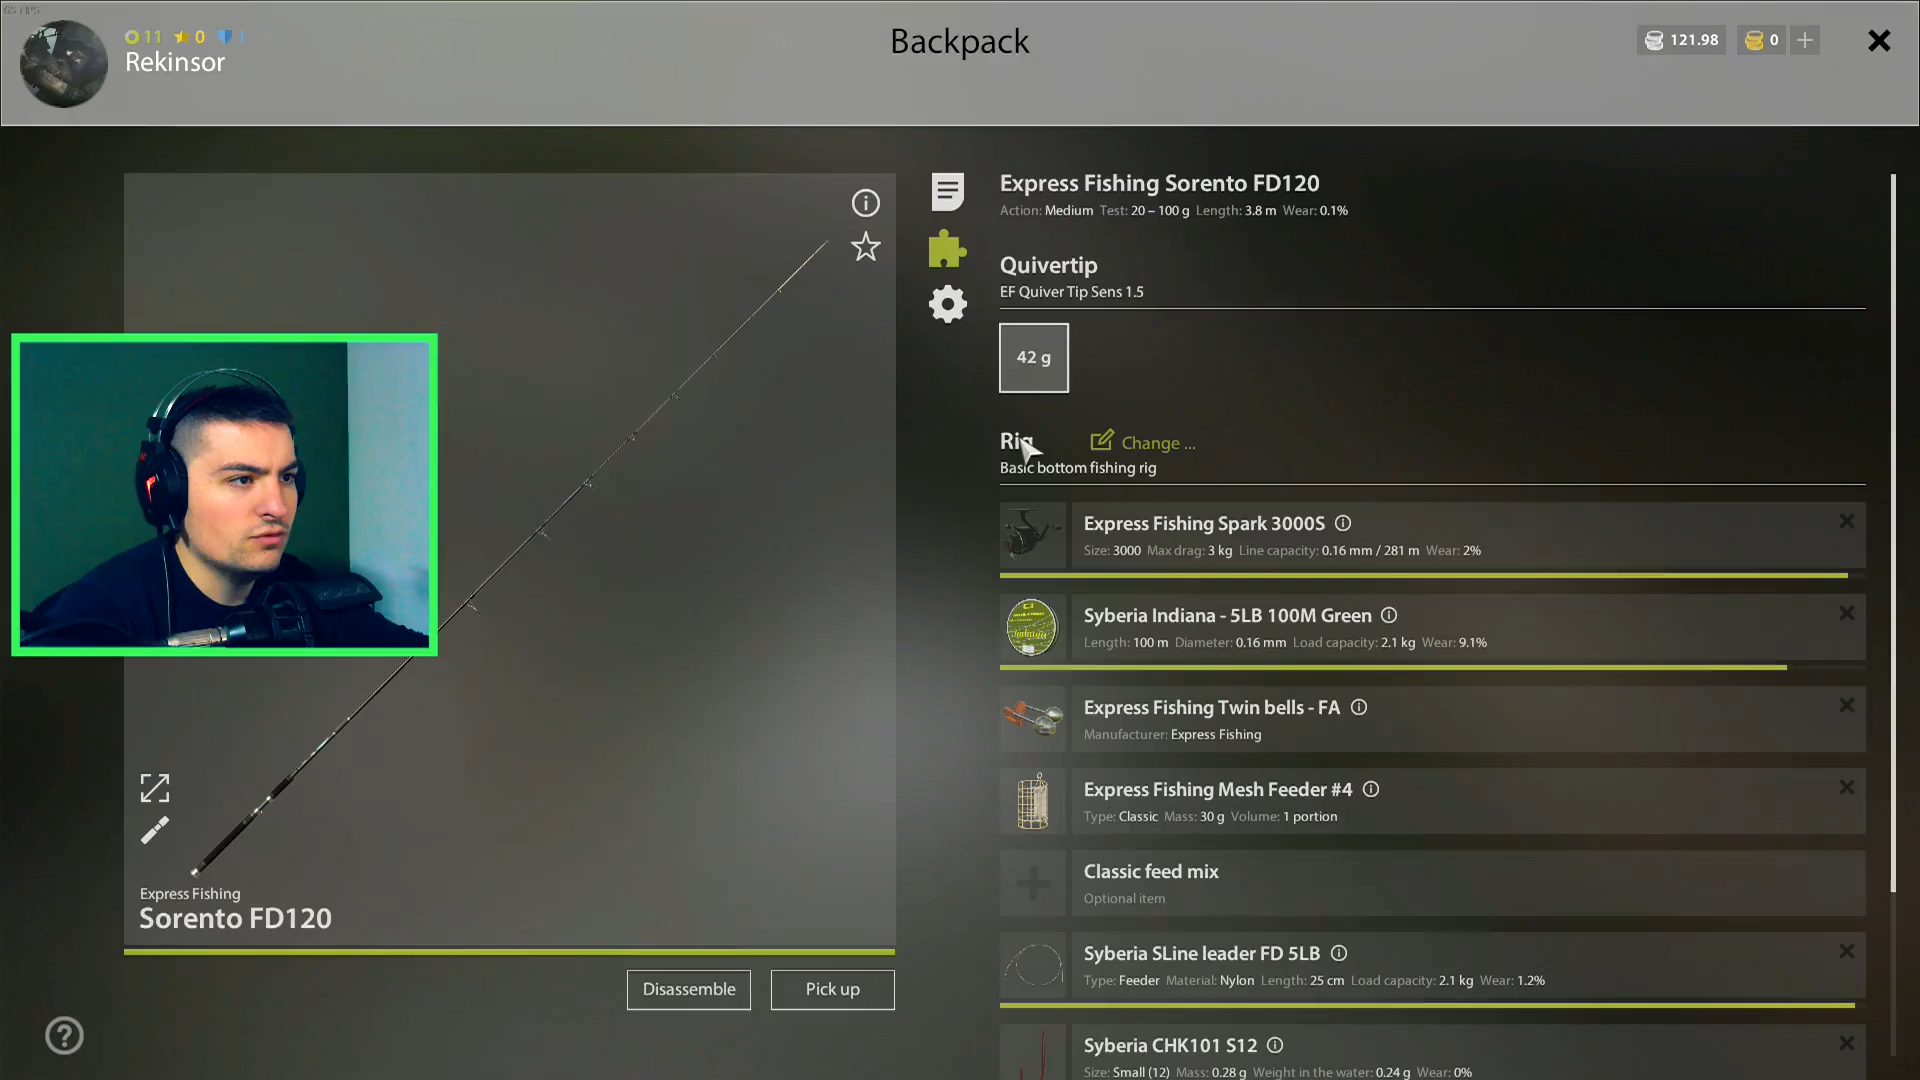 11 0 1
Rekinsor
Backpack
121.98
0
Express Fishing Sorento FD120
Action: Medium Test: 20 – 100 g Length: 3.8 m Wear: 0.1%
Quivertip
EF Quiver Tip Sens 1.5
42 g
Rig Change ...
Basic bottom fishing rig
Express Fishing Spark 3000S
Size: 3000 Max drag: 3 kg Line capacity: 0.16 mm / 281 m Wear: 2%
Syberia Indiana - 5LB 100M Green
Length: 100 m Diameter: 0.16 mm Load capacity: 2.1 kg Wear: 9.1%
Express Fishing Twin bells - FA
Manufacturer: Express Fishing
Express Fishing Mesh Feeder #4
Type: Classic Mass: 30 g Volume: 1 portion
Classic feed mix
Optional item
Syberia SLine leader FD 5LB
Type: Feeder Material: Nylon Length: 25 cm Load capacity: 2.1 kg Wear: 1.2%
Syberia CHK101 S12
Size: Small (12) Mass: 0.28 g Weight in the water: 0.24 g Wear: 0%
Express Fishing
Sorento FD120
Disassemble
Pick up